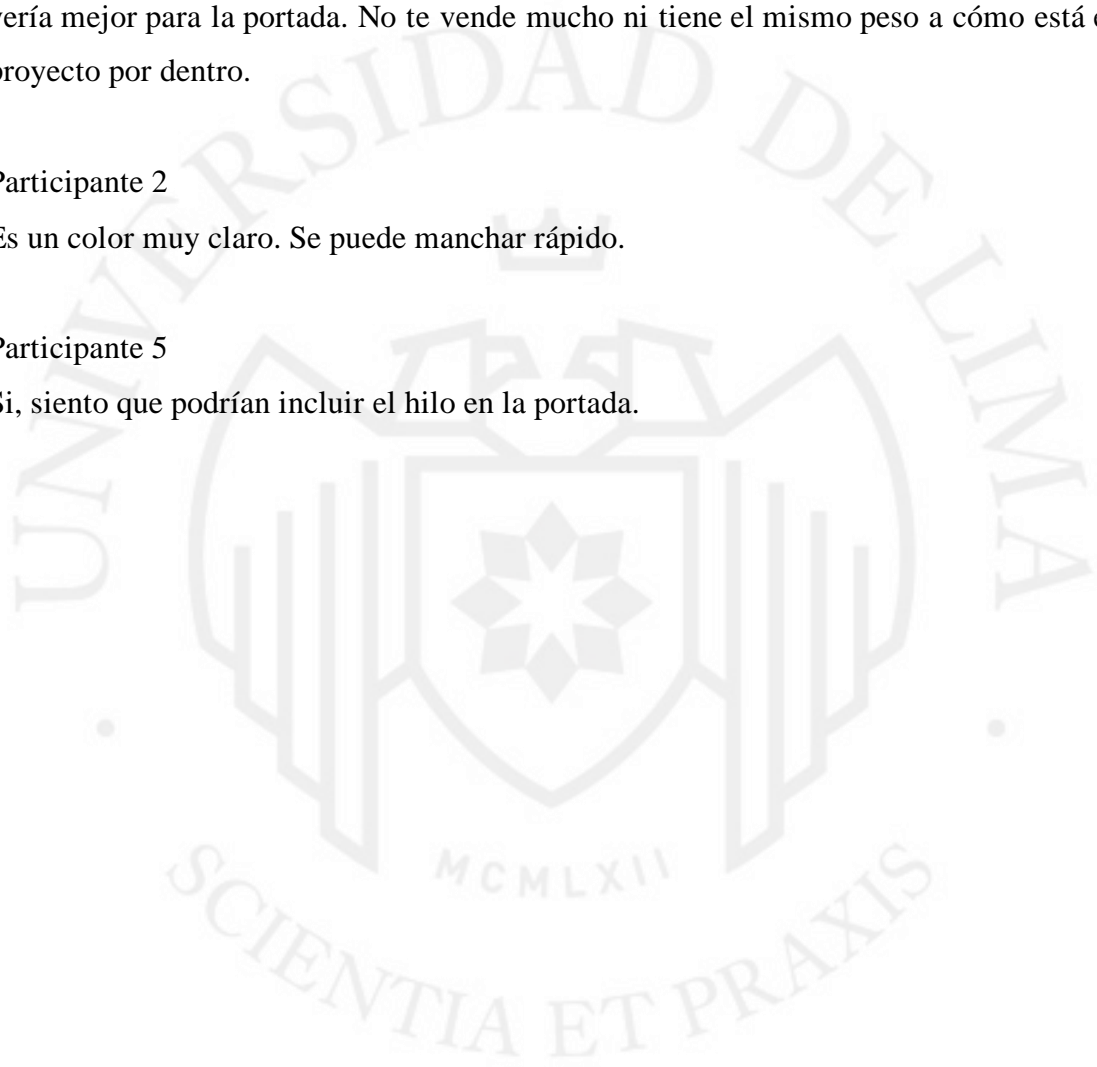 vería mejor para la portada. No te vende mucho ni tiene el mismo peso a cómo está e
proyecto por dentro.
Participante 2
Es un color muy claro. Se puede manchar rápido.
Participante 5
Si, siento que podrían incluir el hilo en la portada.
UNIVERSIDAD DE LIMA
MCMLXII
SCIENTIA ET PRAXIS